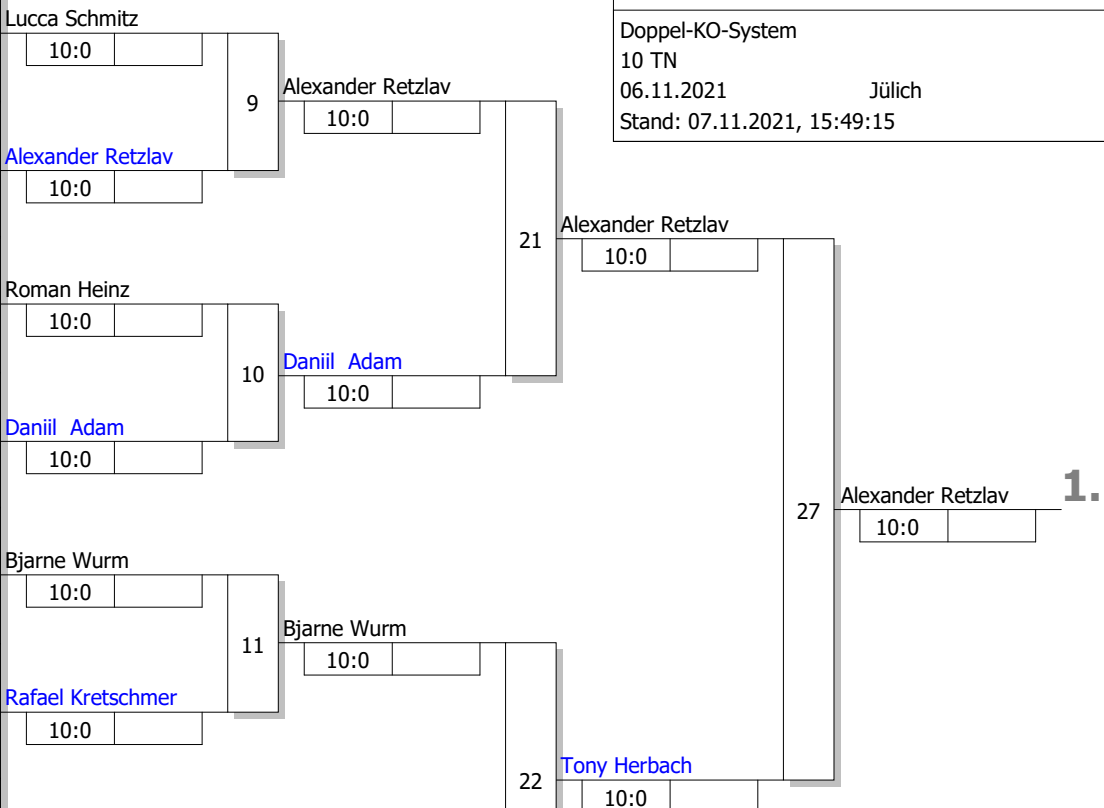 Doppel-KO-System
10 TN
06.11.2021 Jülich
Stand: 07.11.2021, 15:49:15
Lucca Schmitz
10:0
9
Alexander Retzlav
10:0
Alexander Retzlav
10:0
21
Alexander Retzlav
10:0
Roman Heinz
10:0
10
Daniil Adam
10:0
Daniil Adam
10:0
27
Alexander Retzlav
1.
10:0
Bjarne Wurm
10:0
11
Bjarne Wurm
10:0
Rafael Kretschmer
10:0
22
Tony Herbach
10:0